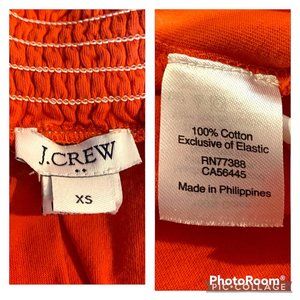 J.CREW
XS
100% Cotton
Exclusive of Elastic
RN77388
CA56445
Made in Philippines
PhotoRoom
PIC•COLLAGE